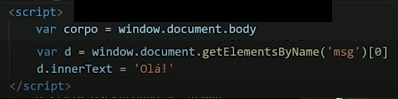 <script>
var corpo = window.document.body
var d = window.document.getElementsByName('msg')[0]
d.innerText = 'Olá!'
</script>